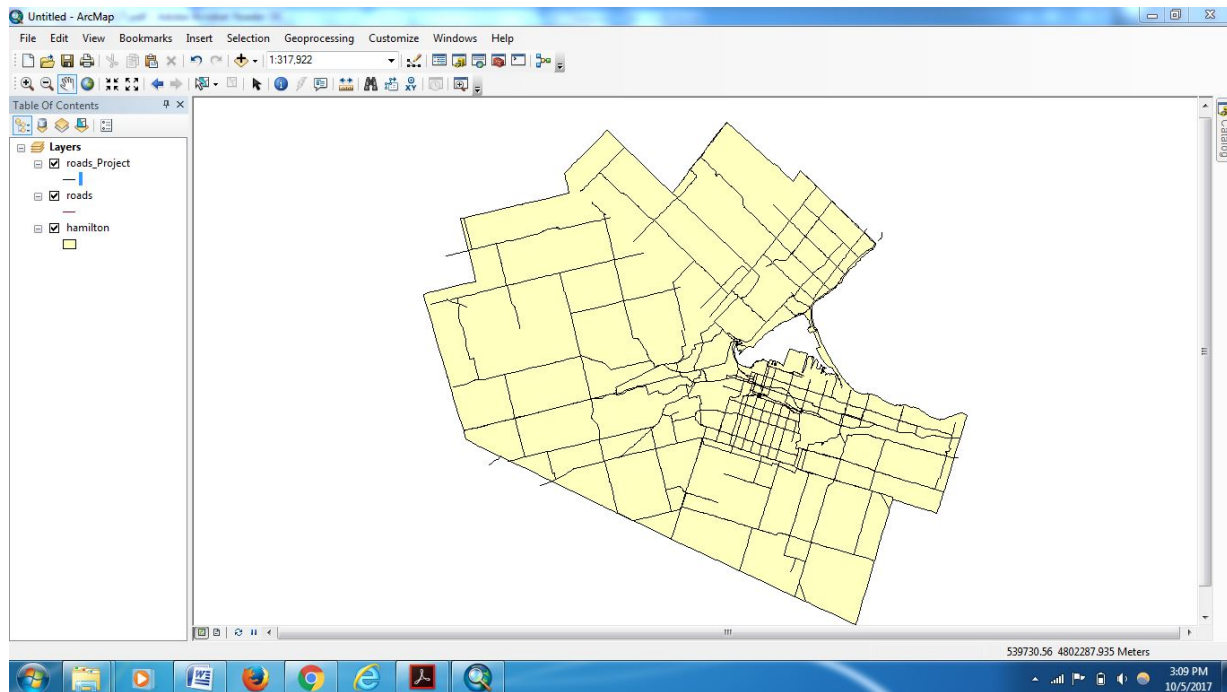 Untitled - ArcMap
File Edit View Bookmarks Insert Selection Geoprocessing Customize Windows Help
1:317,922
Table Of Contents
Layers
roads_Project
roads
hamilton
Catalog
539730.56 4802287.935 Meters
3:09 PM
10/5/2017